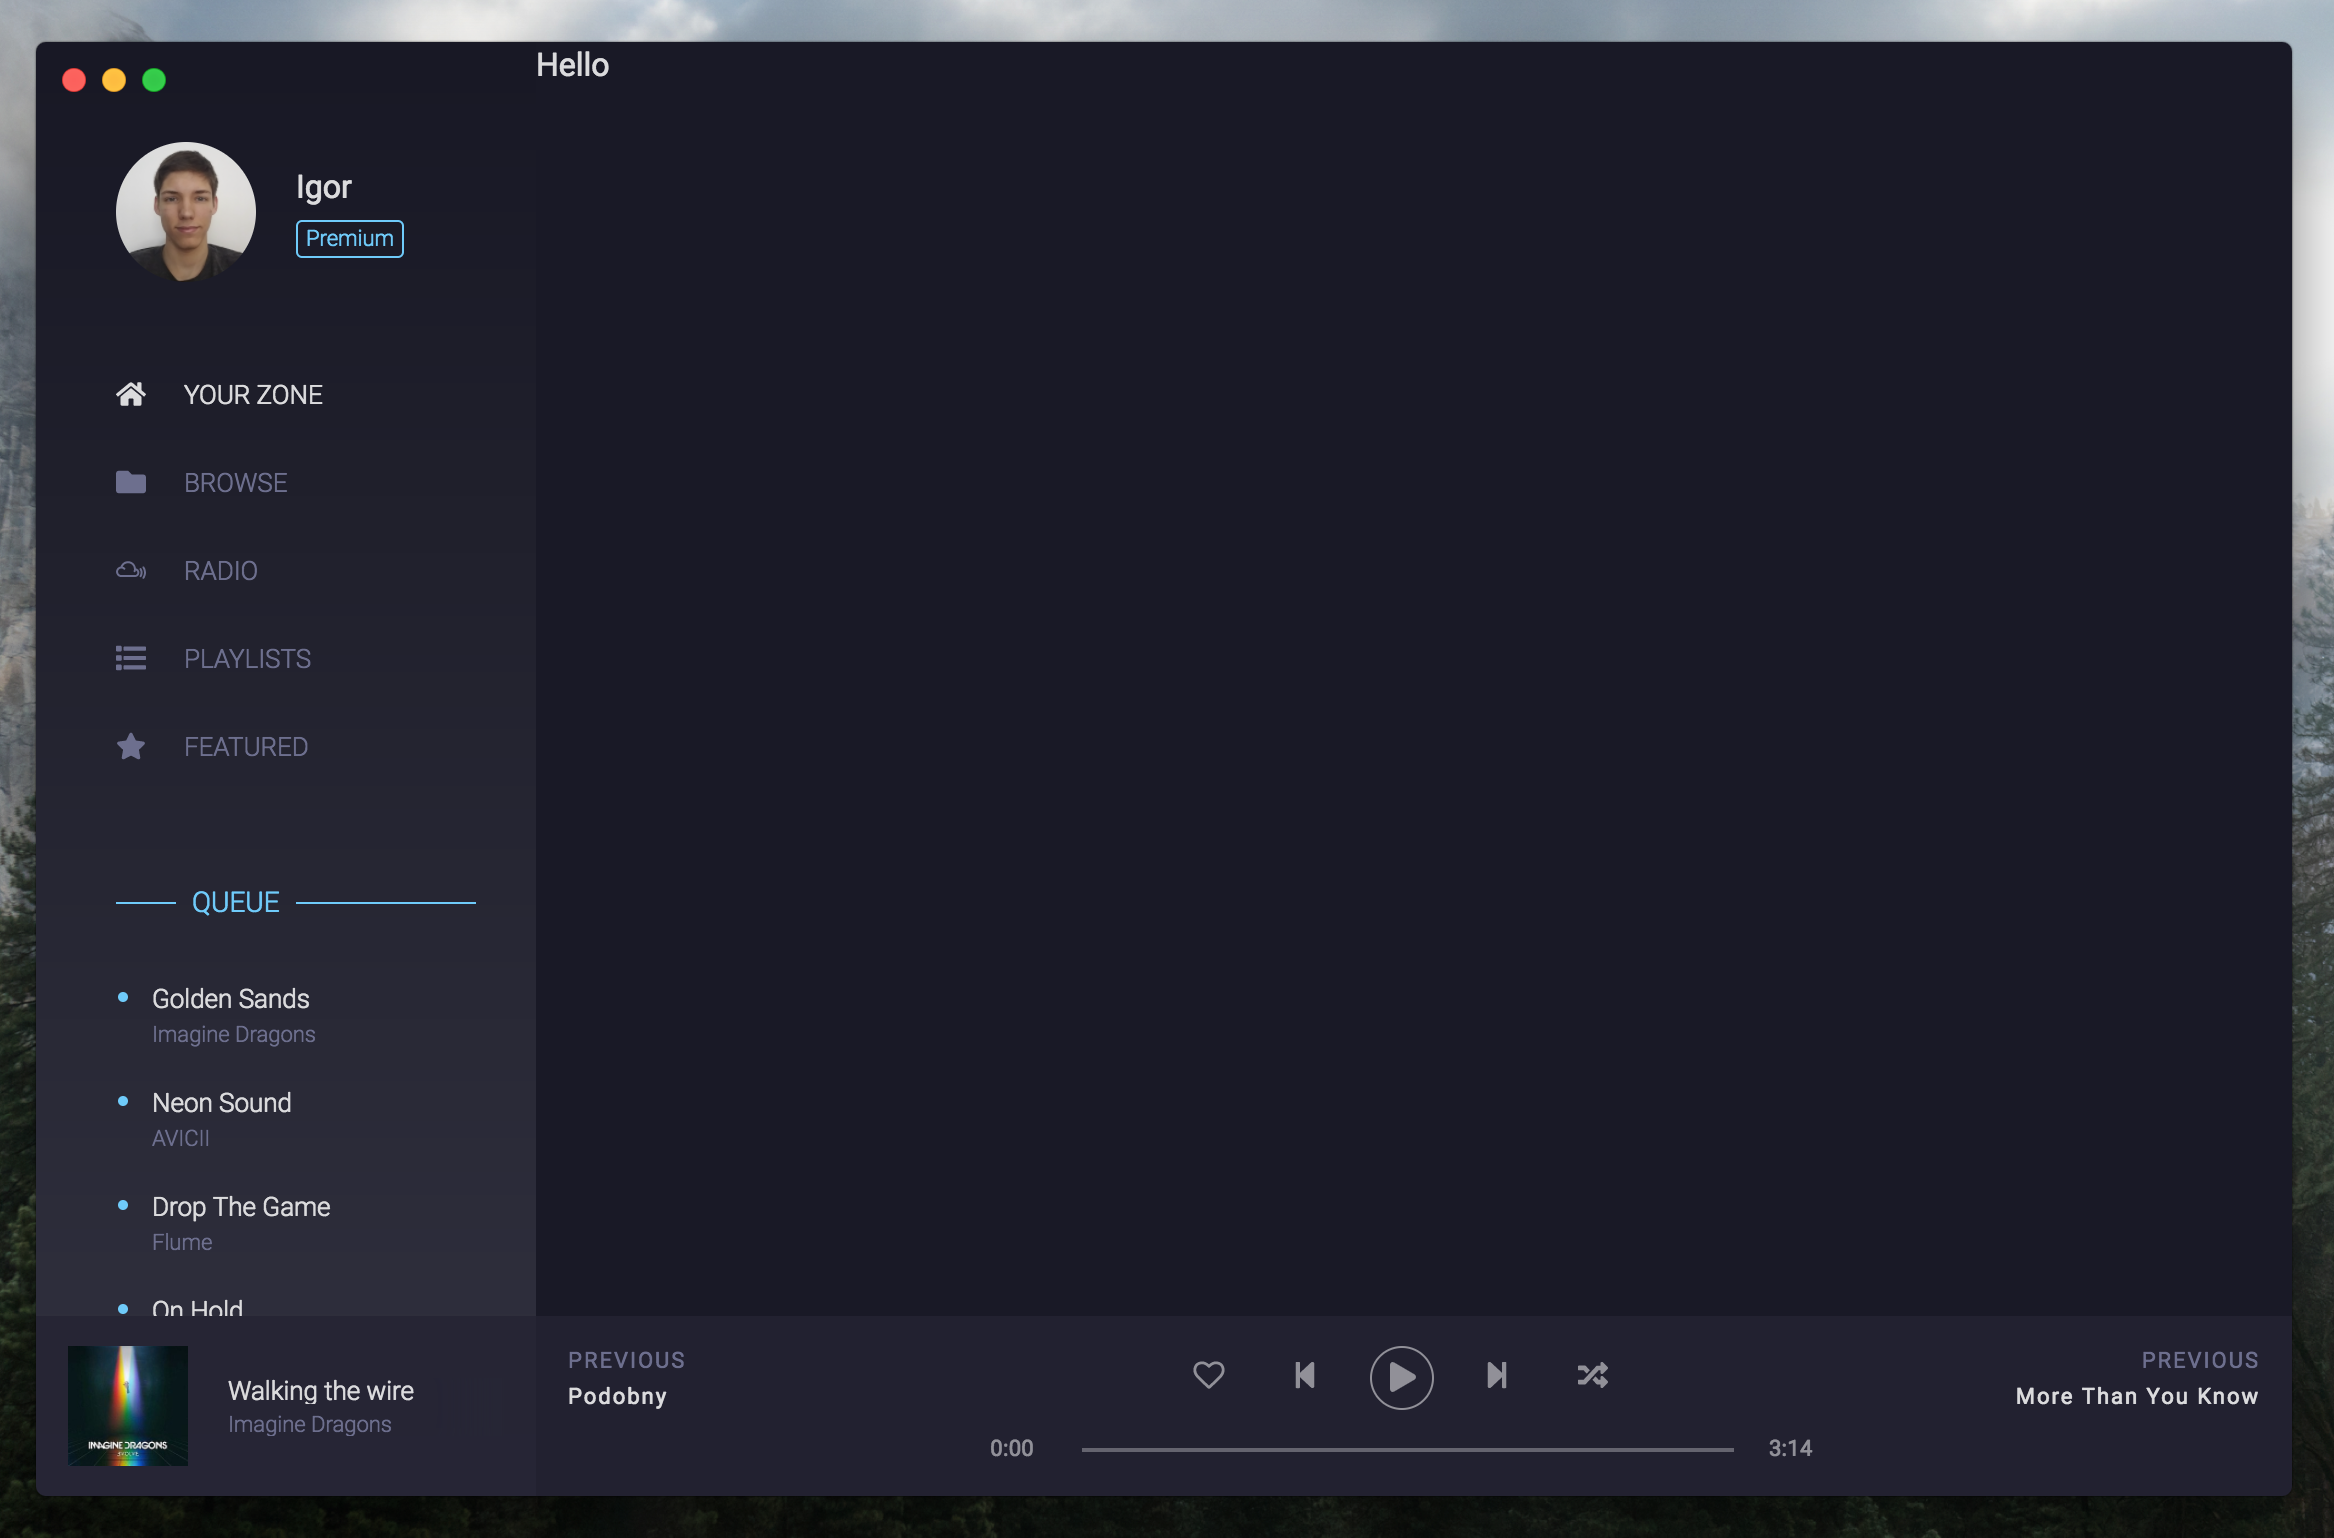 Hello
Igor
Premium
YOUR ZONE
BROWSE
RADIO
PLAYLISTS
FEATURED
QUEUE
Golden Sands
Imagine Dragons
Neon Sound
AVICII
Drop The Game
Flume
On Hold
IMAGINE DRAGONS
EVOLVE
Walking the wire
Imagine Dragons
PREVIOUS
Podobny
0:00
3:14
PREVIOUS
More Than You Know